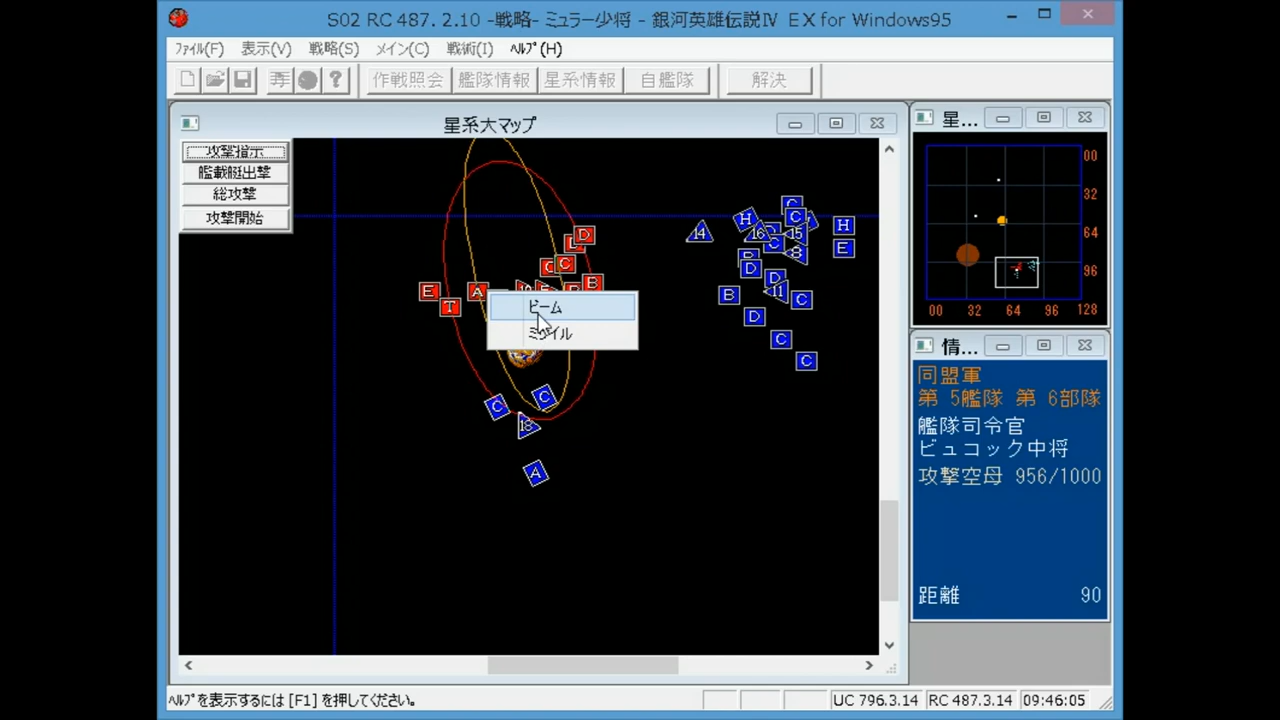 S02 RC 487. 2.10 -戦略- ミュラー少将 - 銀河英雄伝説Ⅳ EX for Windows95
ﾌｧｲﾙ(F) 表示(V) 戦略(S) メイン(C) 戦術(I) ﾍﾙﾌﾟ(H)
作戦照会 艦隊情報 星系情報 自艦隊 解決
星系大マップ
攻撃指示
艦載艇出撃
総攻撃
攻撃開始
ビーム
ミサイル
E T A C C D B
14 H 16 C C 15 H E
D C 8
B D D 11 C
D C C
C C
18
A
星...
00
32
64
96
00 32 64 96 128
情...
同盟軍
第 5艦隊 第 6部隊
艦隊司令官
ビュコック中将
攻撃空母 956/1000
距離 90
ﾍﾙﾌﾟを表示するには [F1] を押してください。
UC 796.3.14 RC 487.3.14 09:46:05